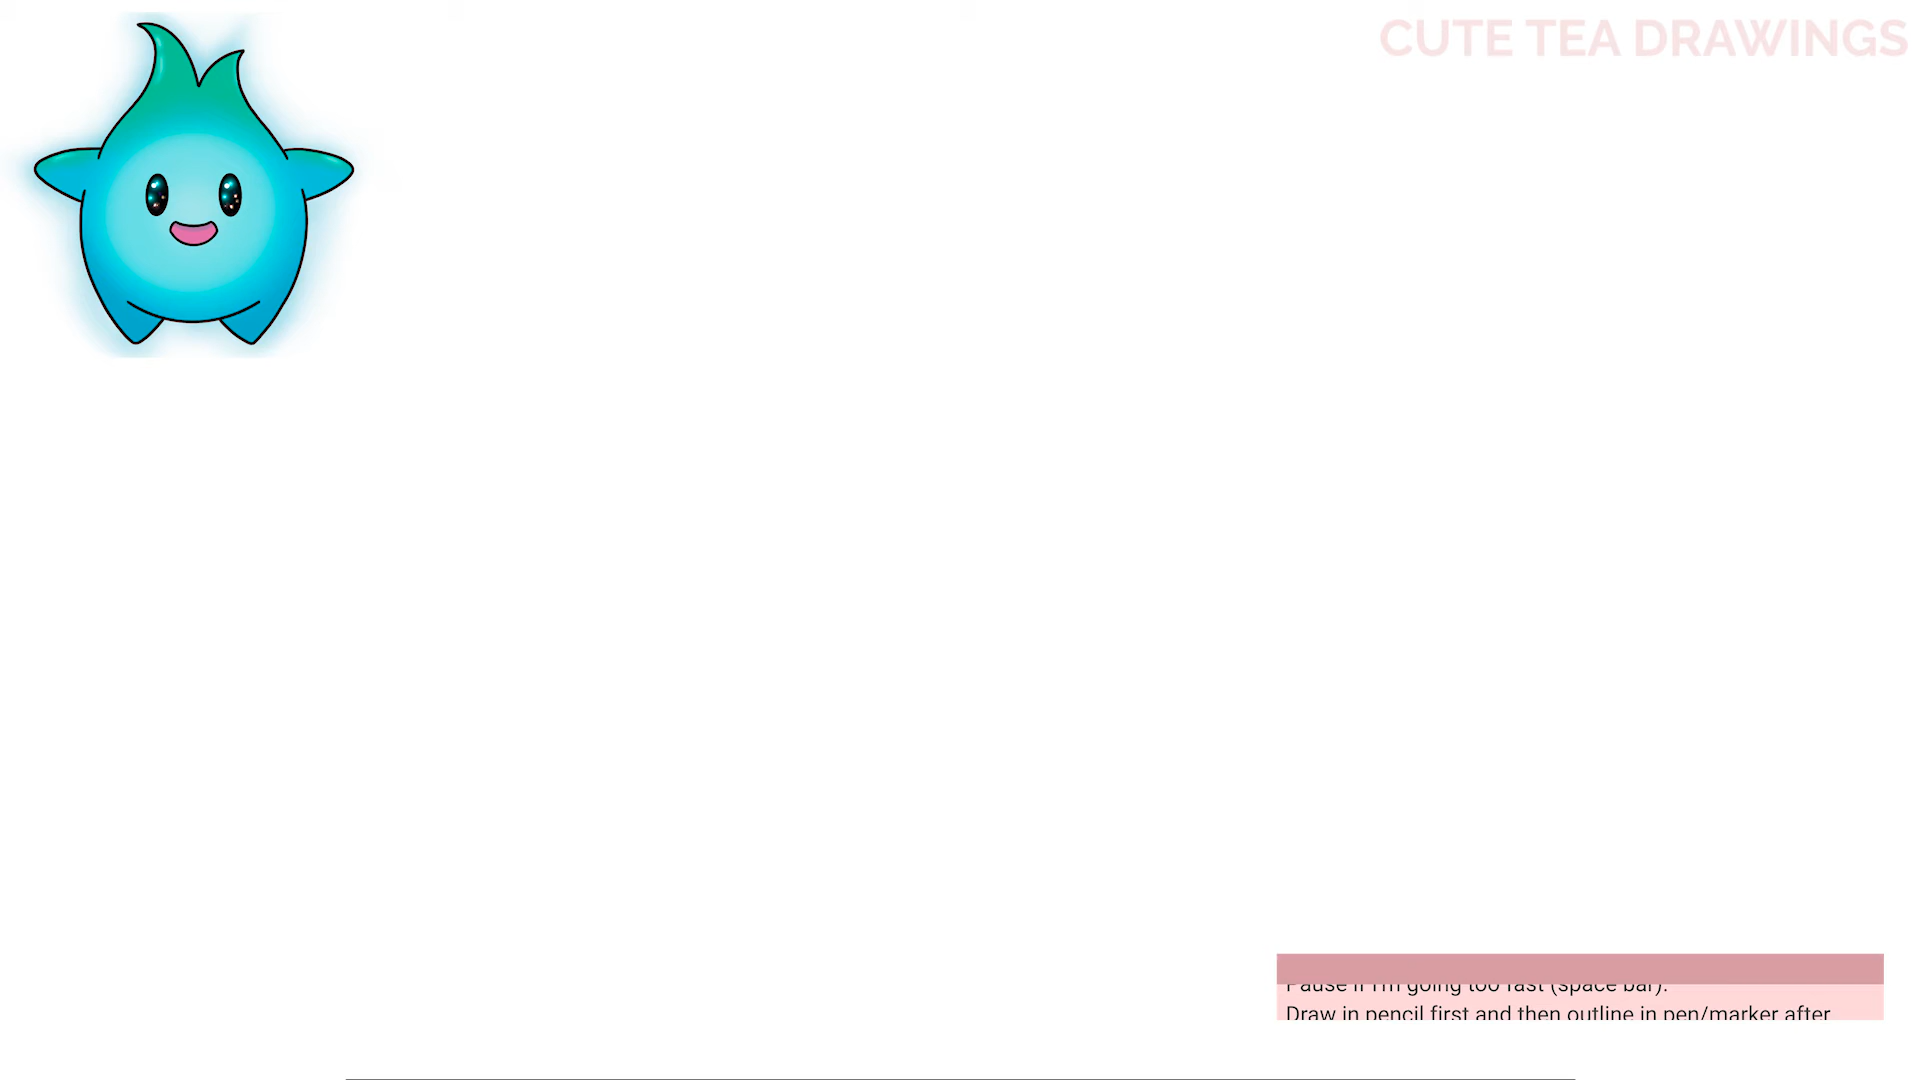 CUTE TEA DRAWINGS
Pause if I'm going too fast (space bar).
Draw in pencil first and then outline in pen/marker after